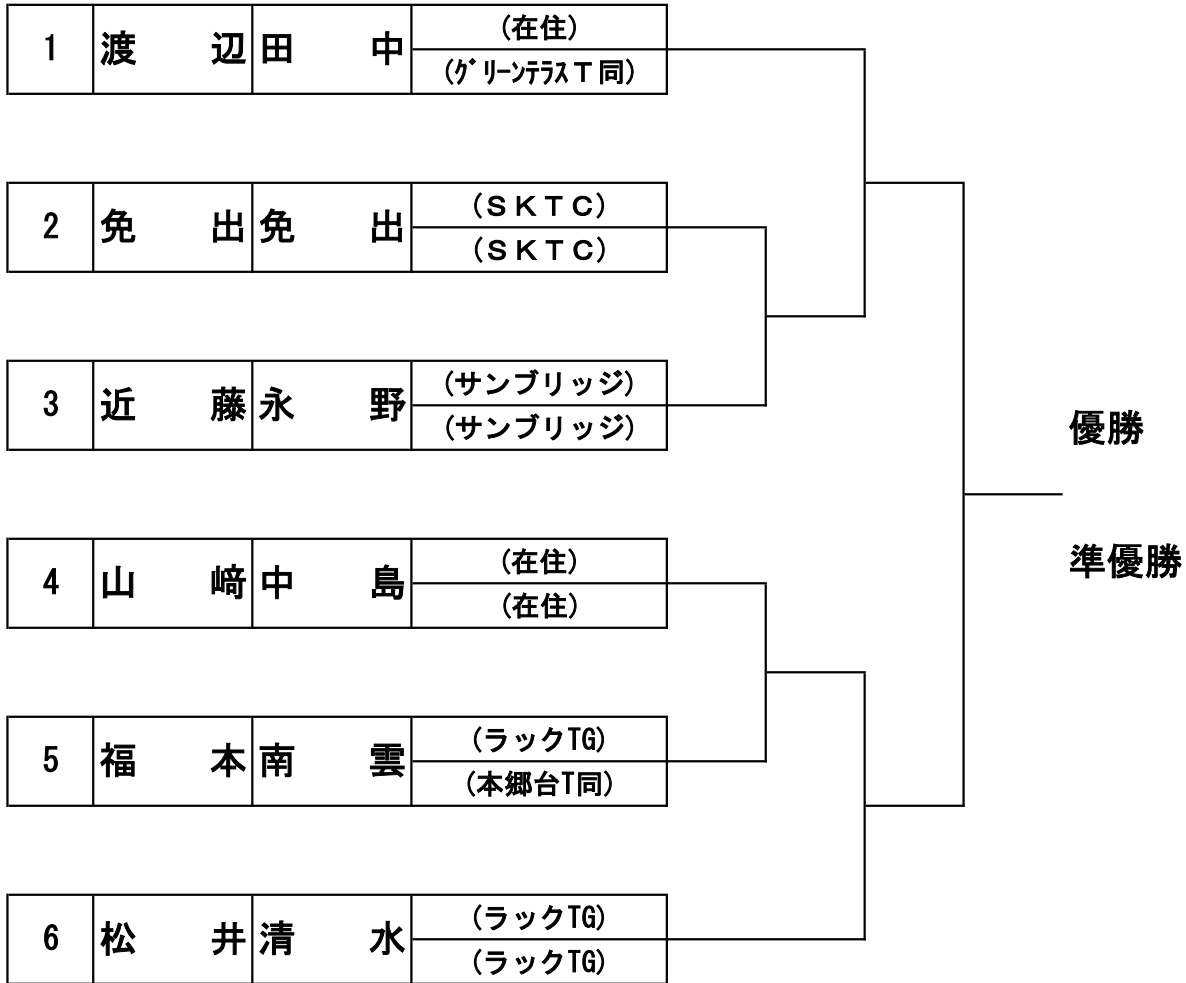 1 渡 辺 田 中 (在住)
(ｸﾞﾘｰﾝﾃﾗｽＴ同)
2 免 出 免 出 (ＳＫＴＣ)
(ＳＫＴＣ)
3 近 藤 永 野 (サンブリッジ)
(サンブリッジ)
優勝
準優勝
4 山 﨑 中 島 (在住)
(在住)
5 福 本 南 雲 (ラックTG)
(本郷台T同)
6 松 井 清 水 (ラックTG)
(ラックTG)